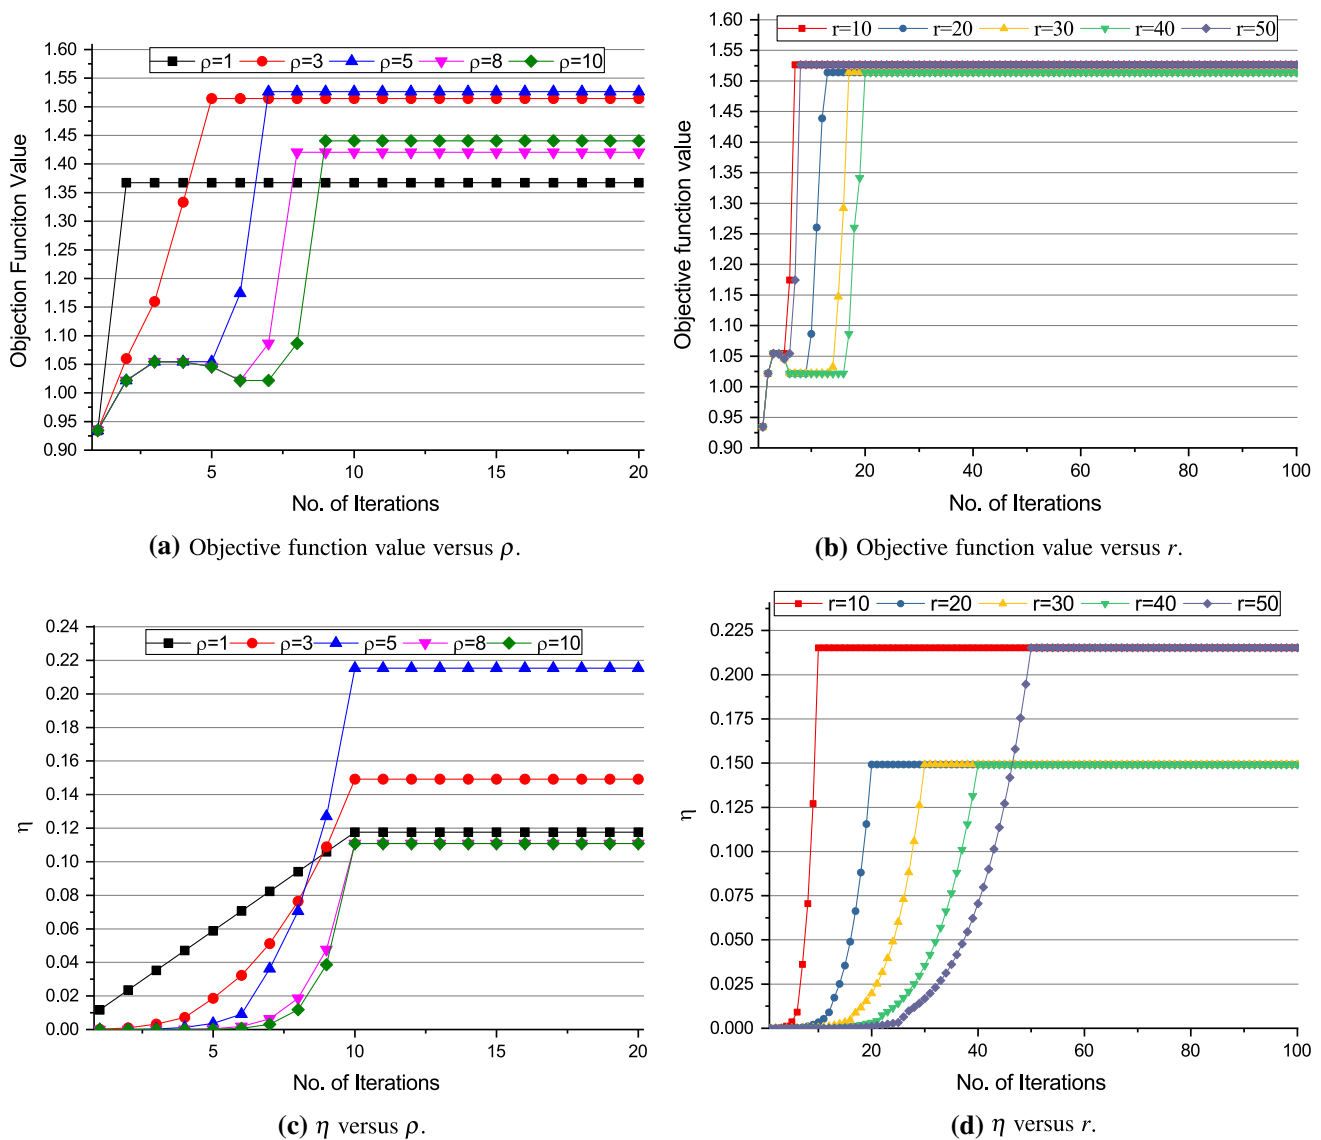 ρ=1 ρ=3 ρ=5 ρ=8 ρ=10
1.60
1.55
1.50
1.45
1.40
1.35
1.30
1.25
1.20
1.15
1.10
1.05
1.00
0.95
0.90
Objection Funciton Value
5 10 15 20
No. of Iterations
(a) Objective function value versus ρ.
r=10 r=20 r=30 r=40 r=50
1.60
1.55
1.50
1.45
1.40
1.35
1.30
1.25
1.20
1.15
1.10
1.05
1.00
0.95
0.90
Objective function value
20 40 60 80 100
No. of Iterations
(b) Objective function value versus r.
ρ=1 ρ=3 ρ=5 ρ=8 ρ=10
0.24
0.22
0.20
0.18
0.16
0.14
0.12
0.10
0.08
0.06
0.04
0.02
0.00
η
5 10 15 20
No. of Iterations
(c) η versus ρ.
r=10 r=20 r=30 r=40 r=50
0.225
0.200
0.175
0.150
0.125
0.100
0.075
0.050
0.025
0.000
η
20 40 60 80 100
No. of Iterations
(d) η versus r.